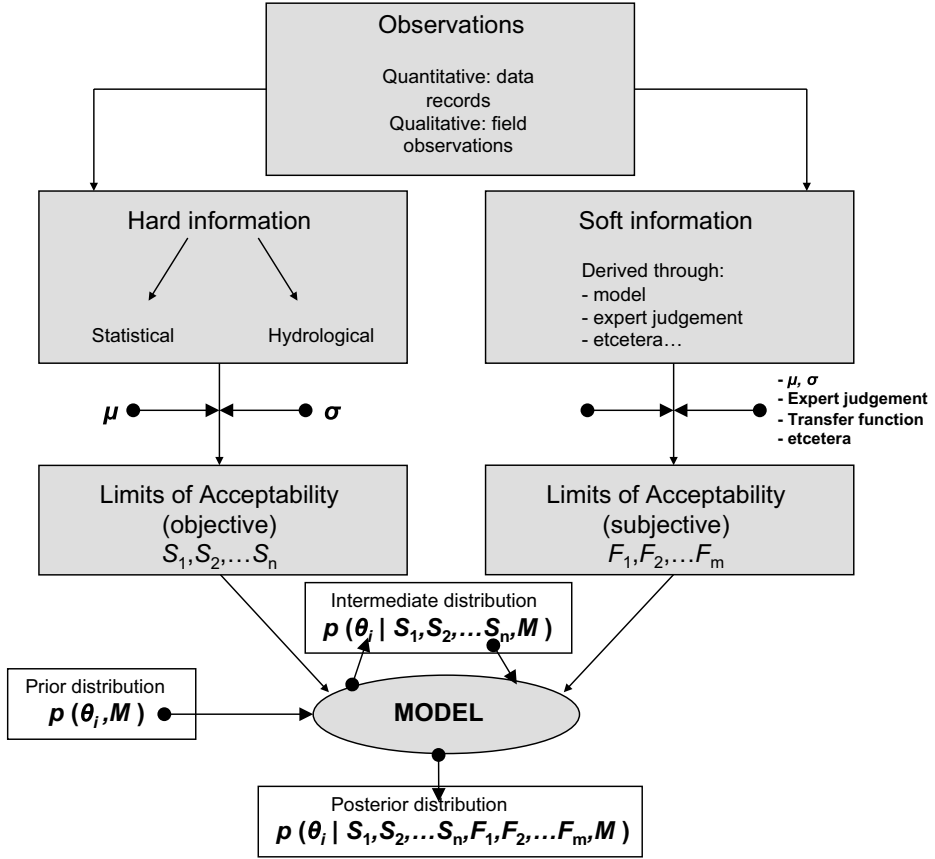 Observations
Quantitative: data
records
Qualitative: field
observations
Hard information
Statistical
Hydrological
Soft information
Derived through:
- model
- expert judgement
- etcetera…
μ
σ
- μ, σ
- Expert judgement
- Transfer function
- etcetera
Limits of Acceptability
(objective)
S1,S2,…Sn
Limits of Acceptability
(subjective)
F1,F2,…Fm
Intermediate distribution
p (θi | S1,S2,…Sn,M )
Prior distribution
p (θi ,M )
MODEL
Posterior distribution
p (θi | S1,S2,…Sn,F1,F2,…Fm,M )